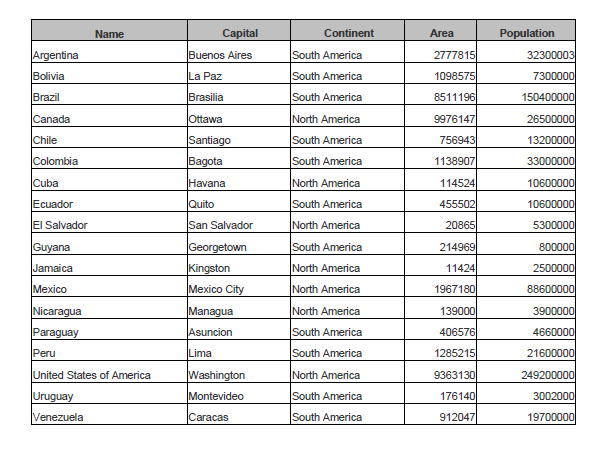 Name Capital Continent Area Population
Argentina Buenos Aires South America 2777815 32300003
Bolivia La Paz South America 1098575 7300000
Brazil Brasilia South America 8511196 150400000
Canada Ottawa North America 9976147 26500000
Chile Santiago South America 756943 13200000
Colombia Bagota South America 1138907 33000000
Cuba Havana North America 114524 10600000
Ecuador Quito South America 455502 10600000
El Salvador San Salvador North America 20865 5300000
Guyana Georgetown South America 214969 800000
Jamaica Kingston North America 11424 2500000
Mexico Mexico City North America 1967180 88600000
Nicaragua Managua North America 139000 3900000
Paraguay Asuncion South America 406576 4660000
Peru Lima South America 1285215 21600000
United States of America Washington North America 9363130 249200000
Uruguay Montevideo South America 176140 3002000
Venezuela Caracas South America 912047 19700000